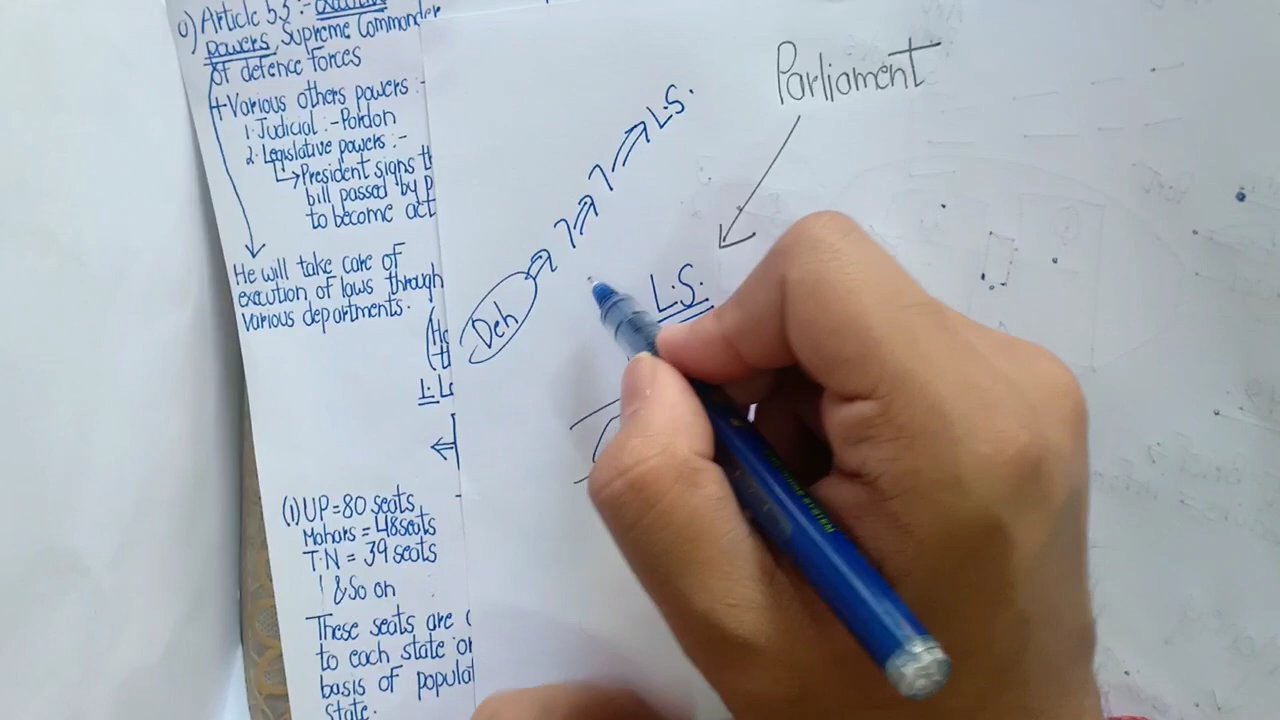 Article 53 :- executive
powers, Supreme Commander
of defence forces
+ Various others powers :-
1. Judicial :- Pardon
2. Legislative powers :-
President signs t
bill passed by P
to become act
He will take care of
execution of laws through
various departments.
(i) UP = 80 seats
Mahars = 48 seats
T.N = 39 seats
& So on
These seats are
to each state o
basis of populat
state.
Parliament
L.S.
Deh
L.S.